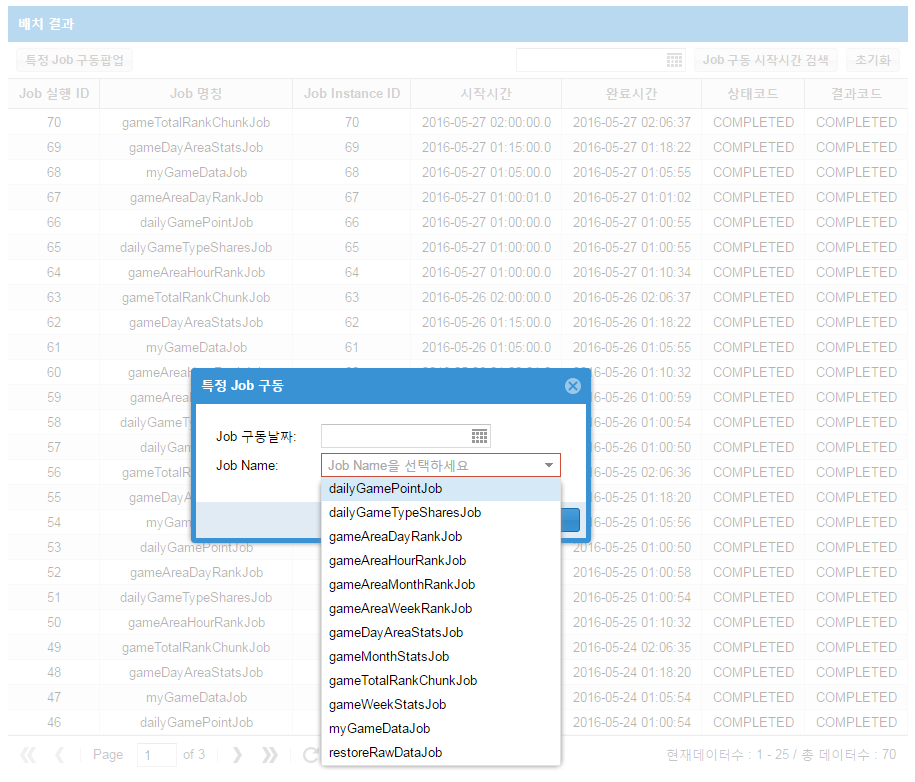 배치 결과
특정 Job 구동팝업 Job 구동 시작시간 검색 초기화
Job 실행 ID Job 명칭 Job Instance ID 시작시간 완료시간 상태코드 결과코드
70 gameTotalRankChunkJob 70 2016-05-27 02:00:00.0 2016-05-27 02:06:37 COMPLETED COMPLETED
69 gameDayAreaStatsJob 69 2016-05-27 01:15:00.0 2016-05-27 01:18:22 COMPLETED COMPLETED
68 myGameDataJob 68 2016-05-27 01:05:00.0 2016-05-27 01:05:55 COMPLETED COMPLETED
67 gameAreaDayRankJob 67 2016-05-27 01:00:01.0 2016-05-27 01:01:02 COMPLETED COMPLETED
66 dailyGamePointJob 66 2016-05-27 01:00:00.0 2016-05-27 01:00:55 COMPLETED COMPLETED
65 dailyGameTypeSharesJob 65 2016-05-27 01:00:00.0 2016-05-27 01:00:55 COMPLETED COMPLETED
64 gameAreaHourRankJob 64 2016-05-27 01:00:00.0 2016-05-27 01:10:34 COMPLETED COMPLETED
63 gameTotalRankChunkJob 63 2016-05-26 02:00:00.0 2016-05-26 02:06:37 COMPLETED COMPLETED
62 gameDayAreaStatsJob 62 2016-05-26 01:15:00.0 2016-05-26 01:18:22 COMPLETED COMPLETED
61 myGameDataJob 61 2016-05-26 01:05:00.0 2016-05-26 01:05:55 COMPLETED COMPLETED
60 gameAreaH 2016-05-26 01:10:32 COMPLETED COMPLETED
59 gameA 16-05-26 01:00:59 COMPLETED COMPLETED
58 dailyGameT 16-05-26 01:00:54 COMPLETED COMPLETED
57 dailyGam 16-05-26 01:00:50 COMPLETED COMPLETED
56 gameTotalR 16-05-25 02:06:36 COMPLETED COMPLETED
55 gameDayA 16-05-25 01:18:20 COMPLETED COMPLETED
54 myGam 16-05-25 01:05:56 COMPLETED COMPLETED
53 dailyGamePointJob 2016-05-25 01:00:50 COMPLETED COMPLETED
52 gameAreaDayRankJob 2016-05-25 01:00:58 COMPLETED COMPLETED
51 dailyGameTypeSharesJob 2016-05-25 01:00:54 COMPLETED COMPLETED
50 gameAreaHourRankJob 2016-05-25 01:10:32 COMPLETED COMPLETED
49 gameTotalRankChunkJob 2016-05-24 02:06:35 COMPLETED COMPLETED
48 gameDayAreaStatsJob 2016-05-24 01:18:20 COMPLETED COMPLETED
47 myGameDataJob 2016-05-24 01:05:54 COMPLETED COMPLETED
46 dailyGamePointJob 2016-05-24 01:00:54 COMPLETED COMPLETED
특정 Job 구동
Job 구동날짜:
Job Name: Job Name을 선택하세요
dailyGamePointJob
dailyGameTypeSharesJob
gameAreaDayRankJob
gameAreaHourRankJob
gameAreaMonthRankJob
gameAreaWeekRankJob
gameDayAreaStatsJob
gameMonthStatsJob
gameTotalRankChunkJob
gameWeekStatsJob
myGameDataJob
restoreRawDataJob
Page 1 of 3 현재데이터수 : 1 - 25 / 총 데이터수 : 70